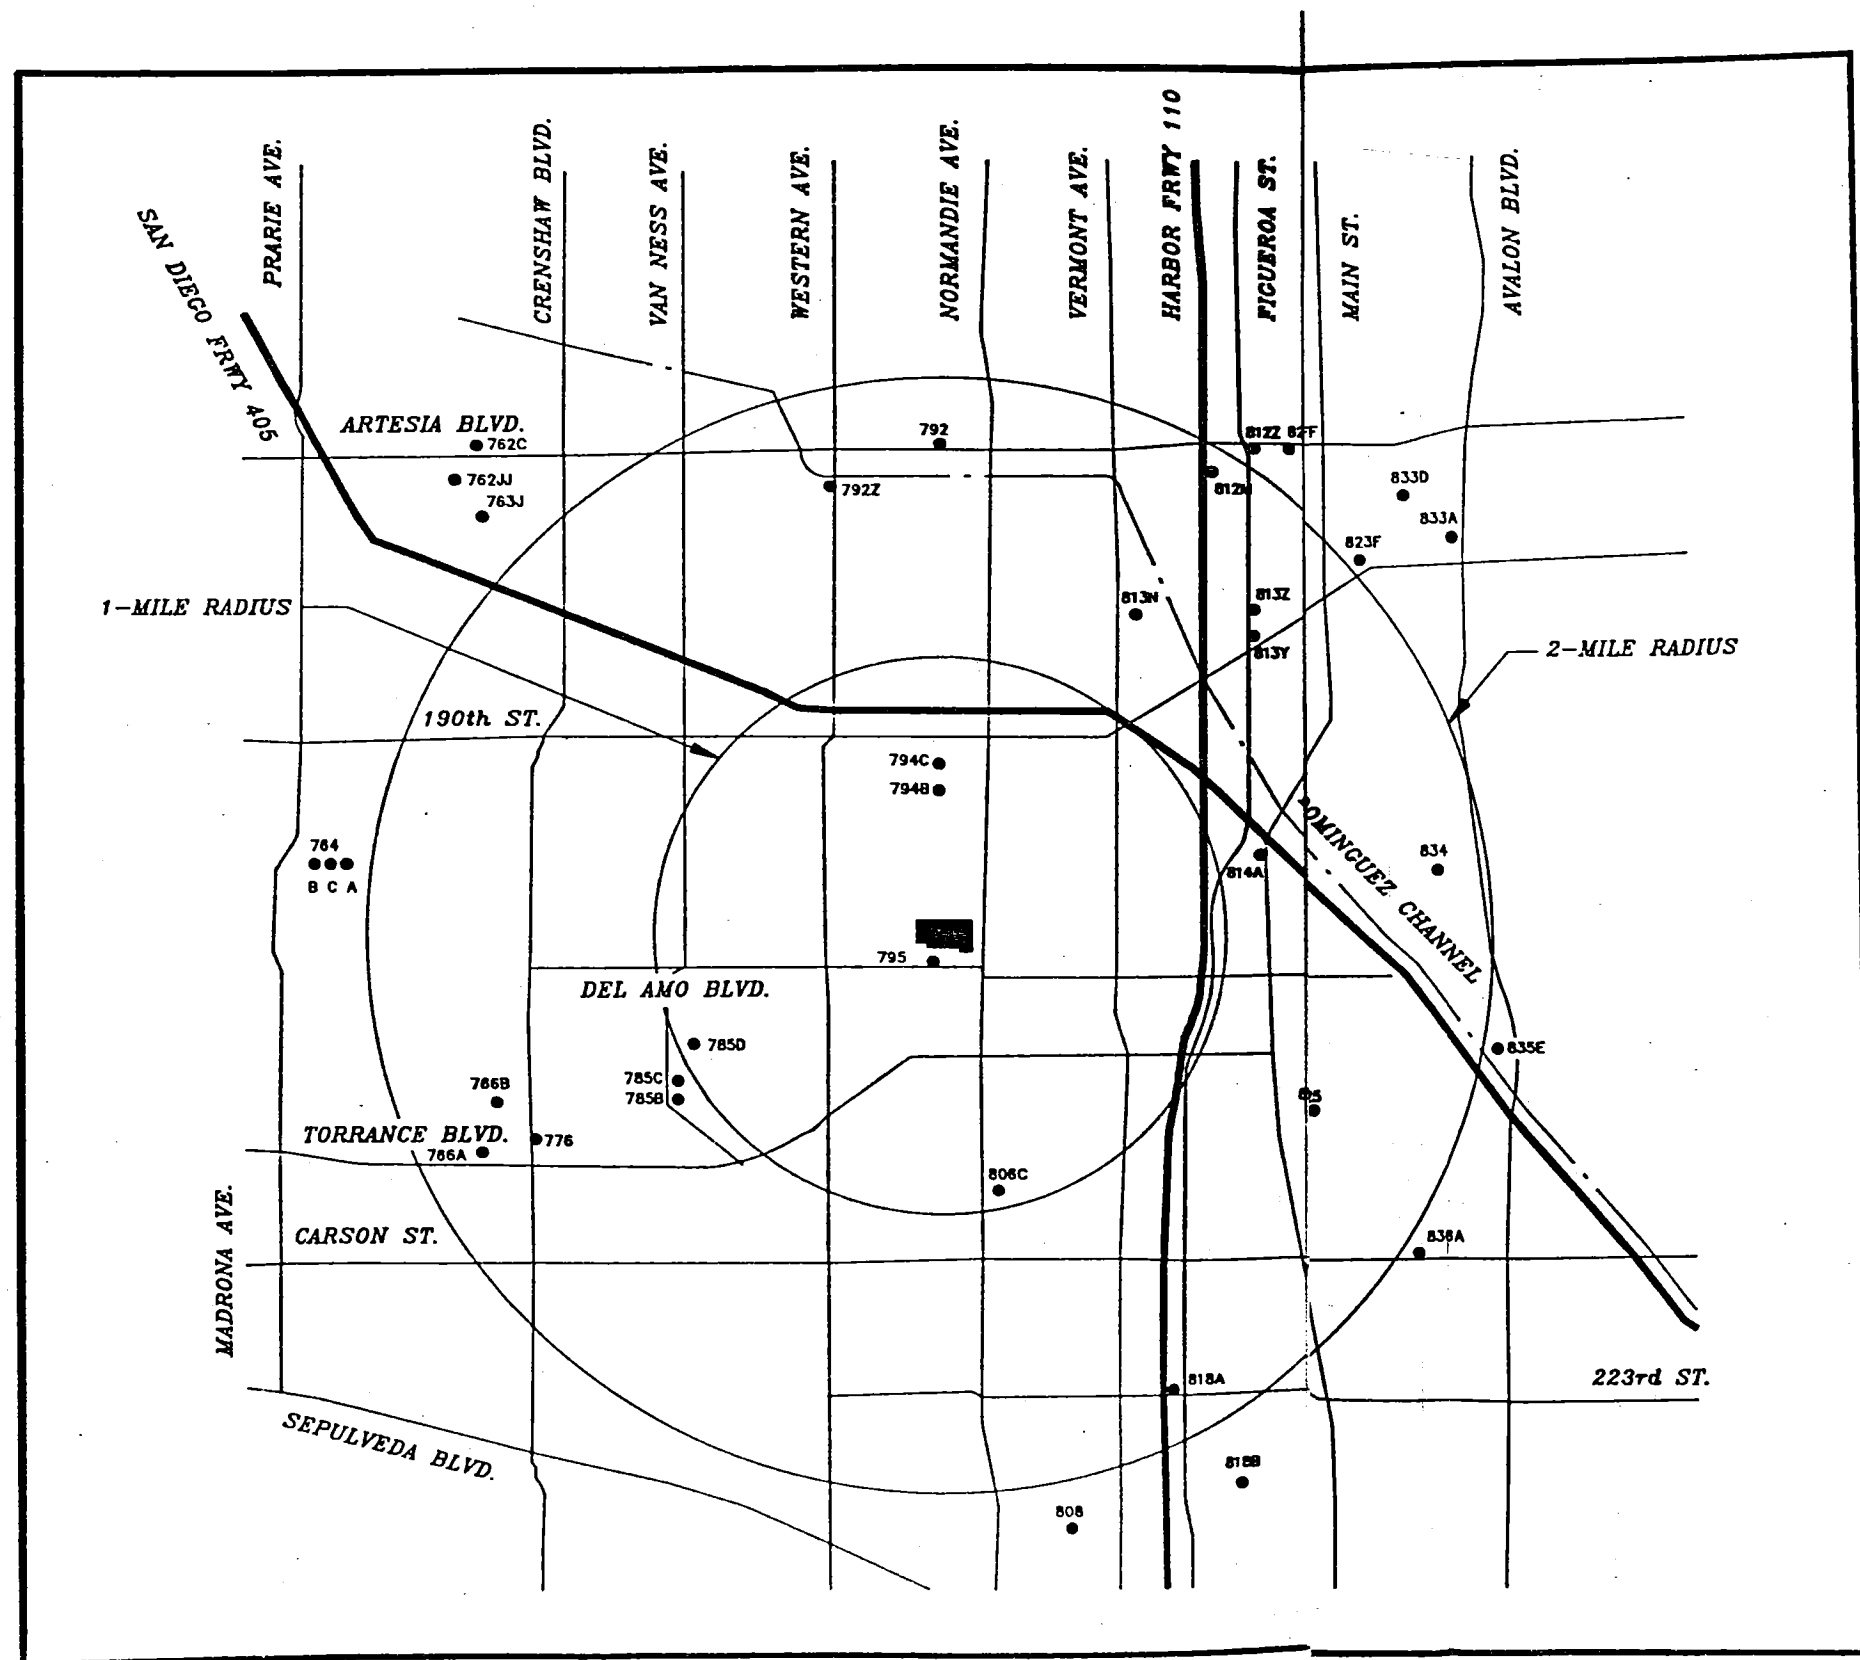 PRARIE AVE.
CRENSHAW BLVD.
VAN NESS AVE.
WESTERN AVE.
NORMANDIE AVE.
VERMONT AVE.
HARBOR FRWY 110
FIGUEROA ST.
MAIN ST.
AVALON BLVD.
SAN DIEGO FRWY 405
ARTESIA BLVD.
762C
792
812Z
762JJ
763J
792Z
833D
833A
823F
1-MILE RADIUS
813N
813Z
813Y
2-MILE RADIUS
190th ST.
794C
794B
DOMINGUEZ CHANNEL
764
B C A
814A
834
795
DEL AMO BLVD.
785D
835E
785C
785B
766B
TORRANCE BLVD.
776
766A
806C
MADRONA AVE.
CARSON ST.
836A
818A
223rd ST.
SEPULVEDA BLVD.
818B
808